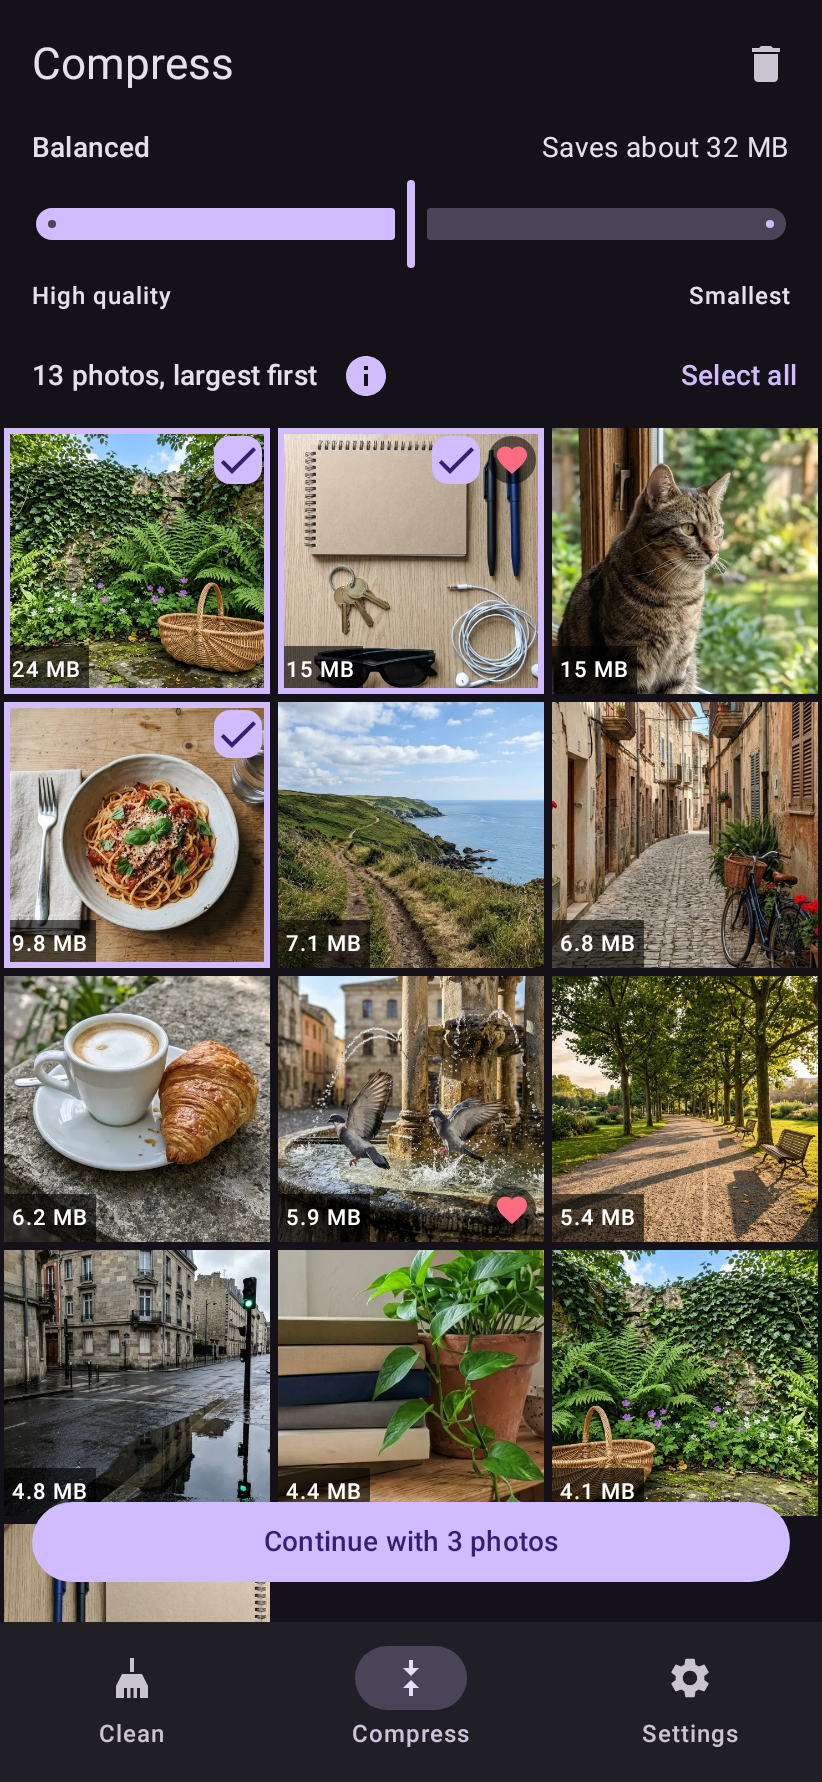 Compress
Balanced
Saves about 32 MB
High quality
Smallest
13 photos, largest first
Select all
24 MB
15 MB
15 MB
9.8 MB
7.1 MB
6.8 MB
6.2 MB
5.9 MB
5.4 MB
4.8 MB
4.4 MB
4.1 MB
Continue with 3 photos
Clean
Compress
Settings